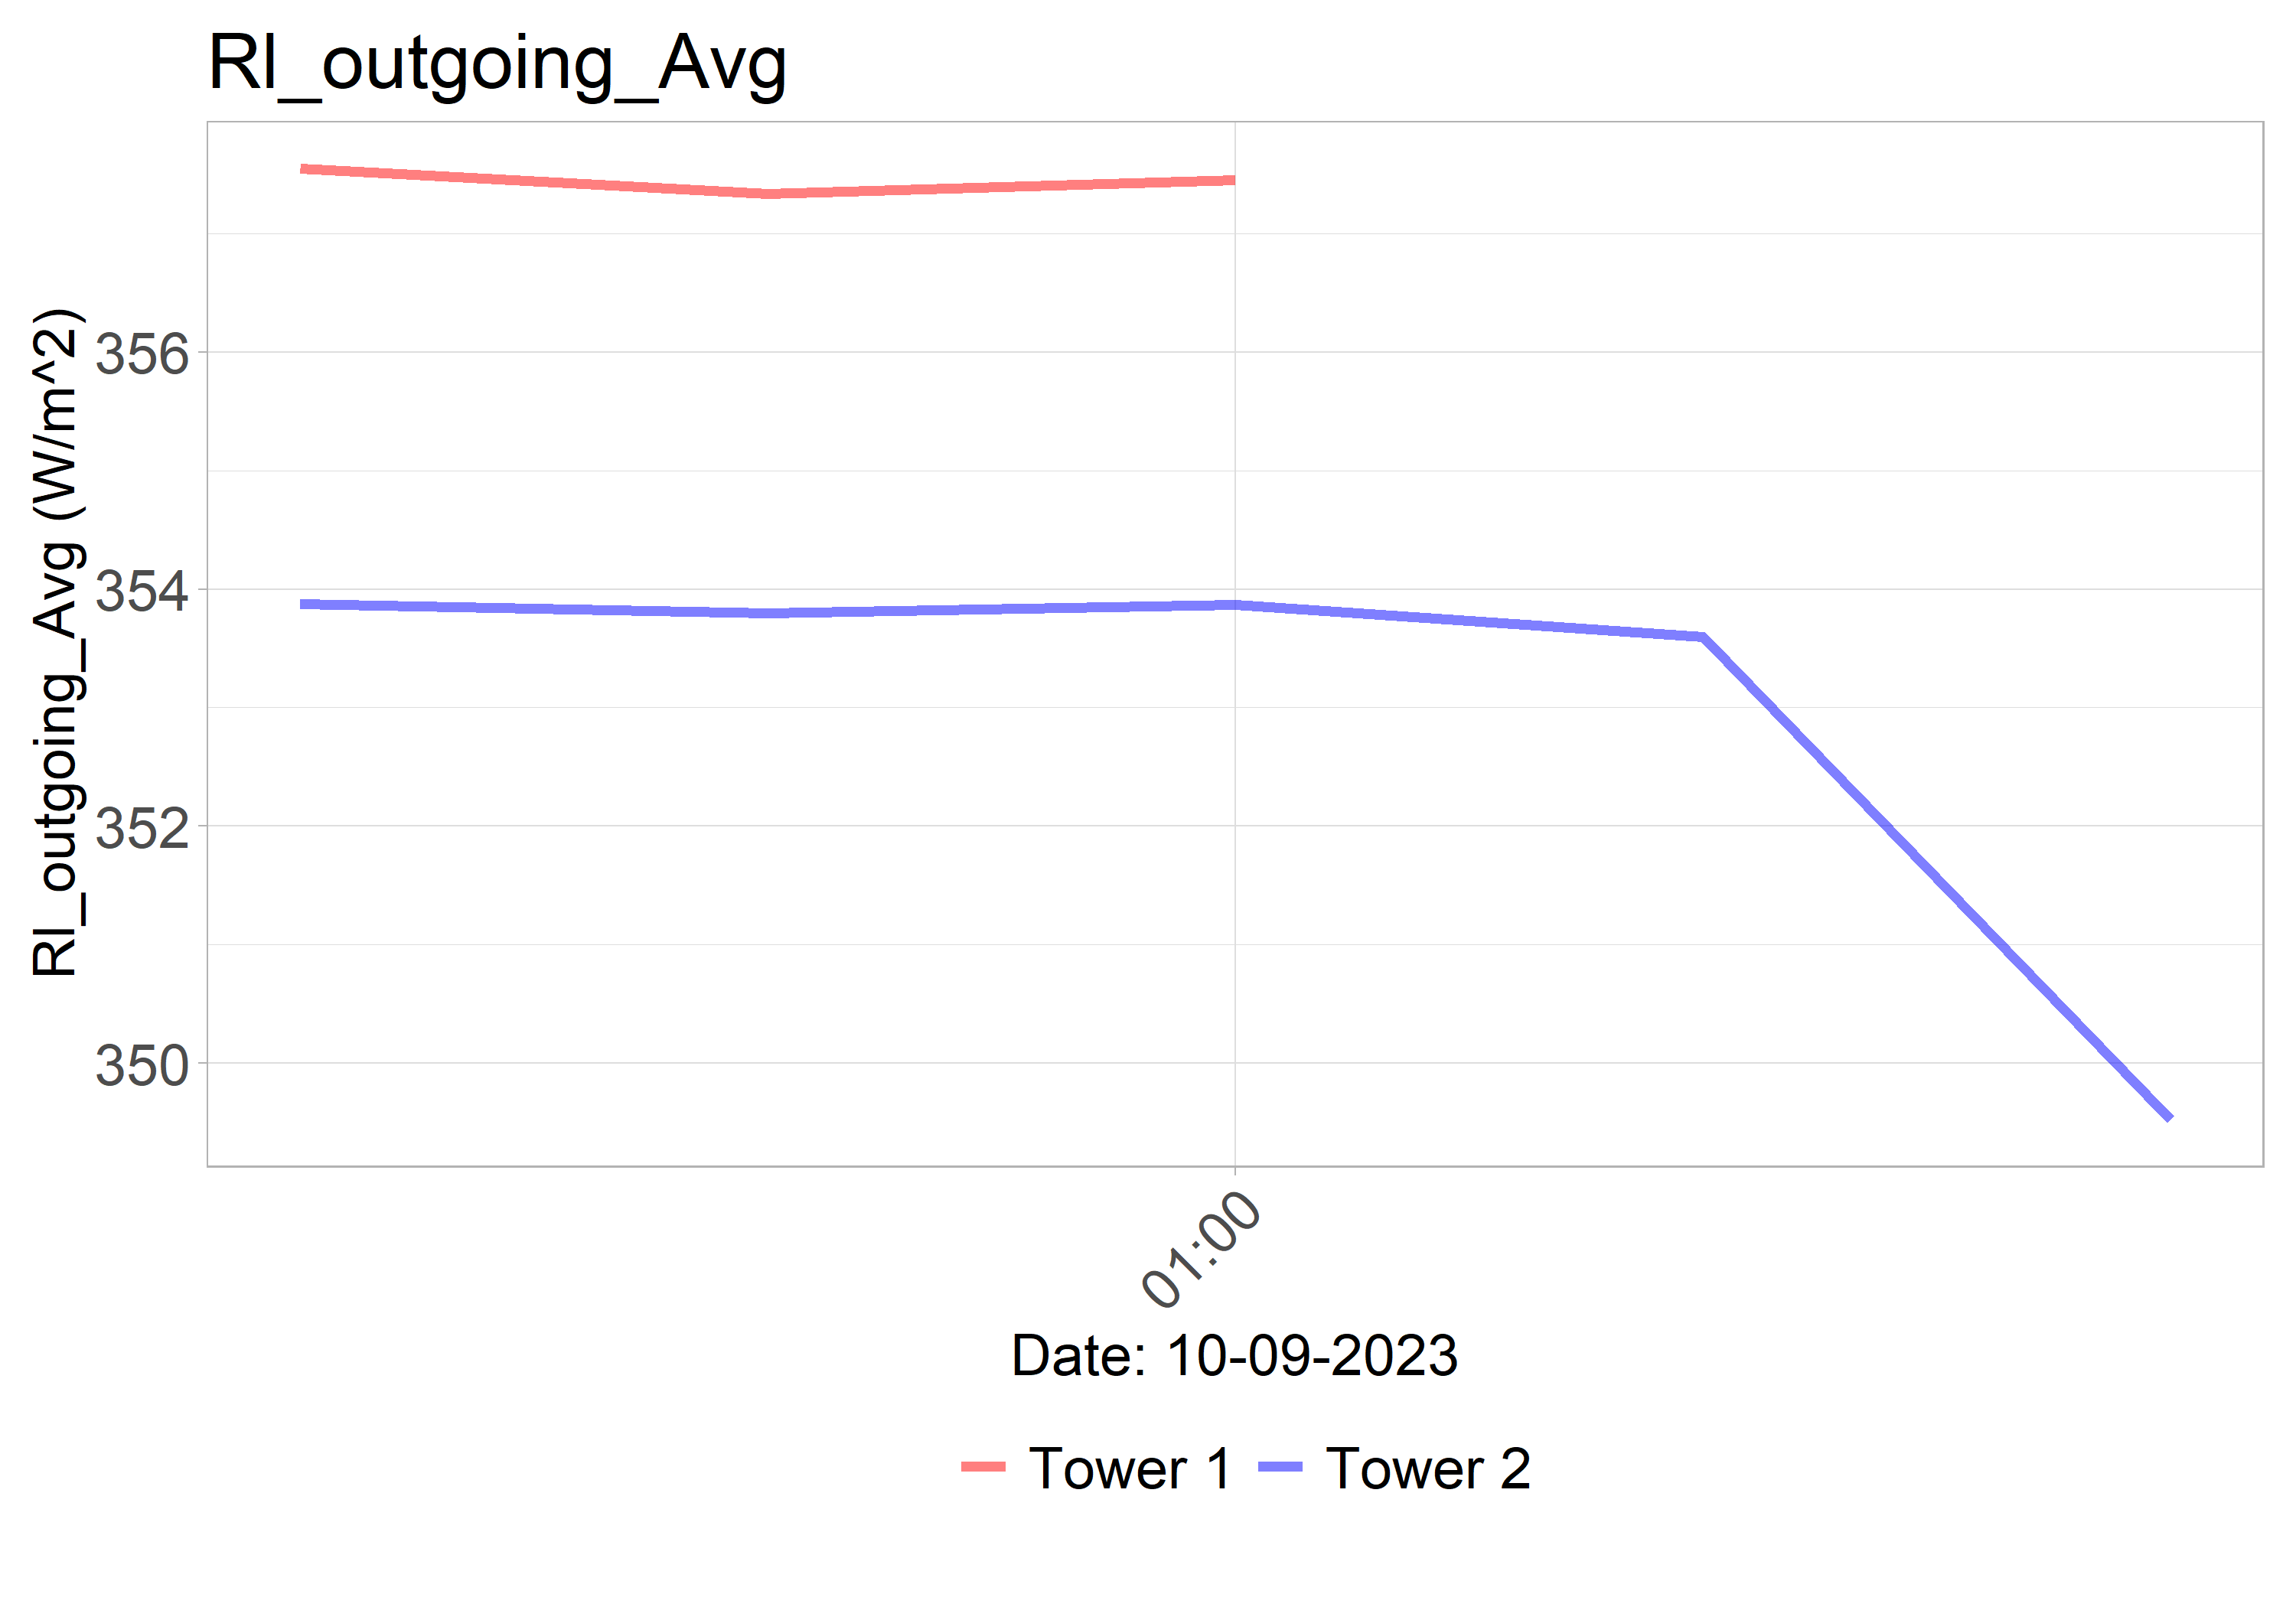 Rl_outgoing_Avg
Rl_outgoing_Avg (W/m^2)
356
354
352
350
01:00
Date: 10-09-2023
Tower 1 Tower 2